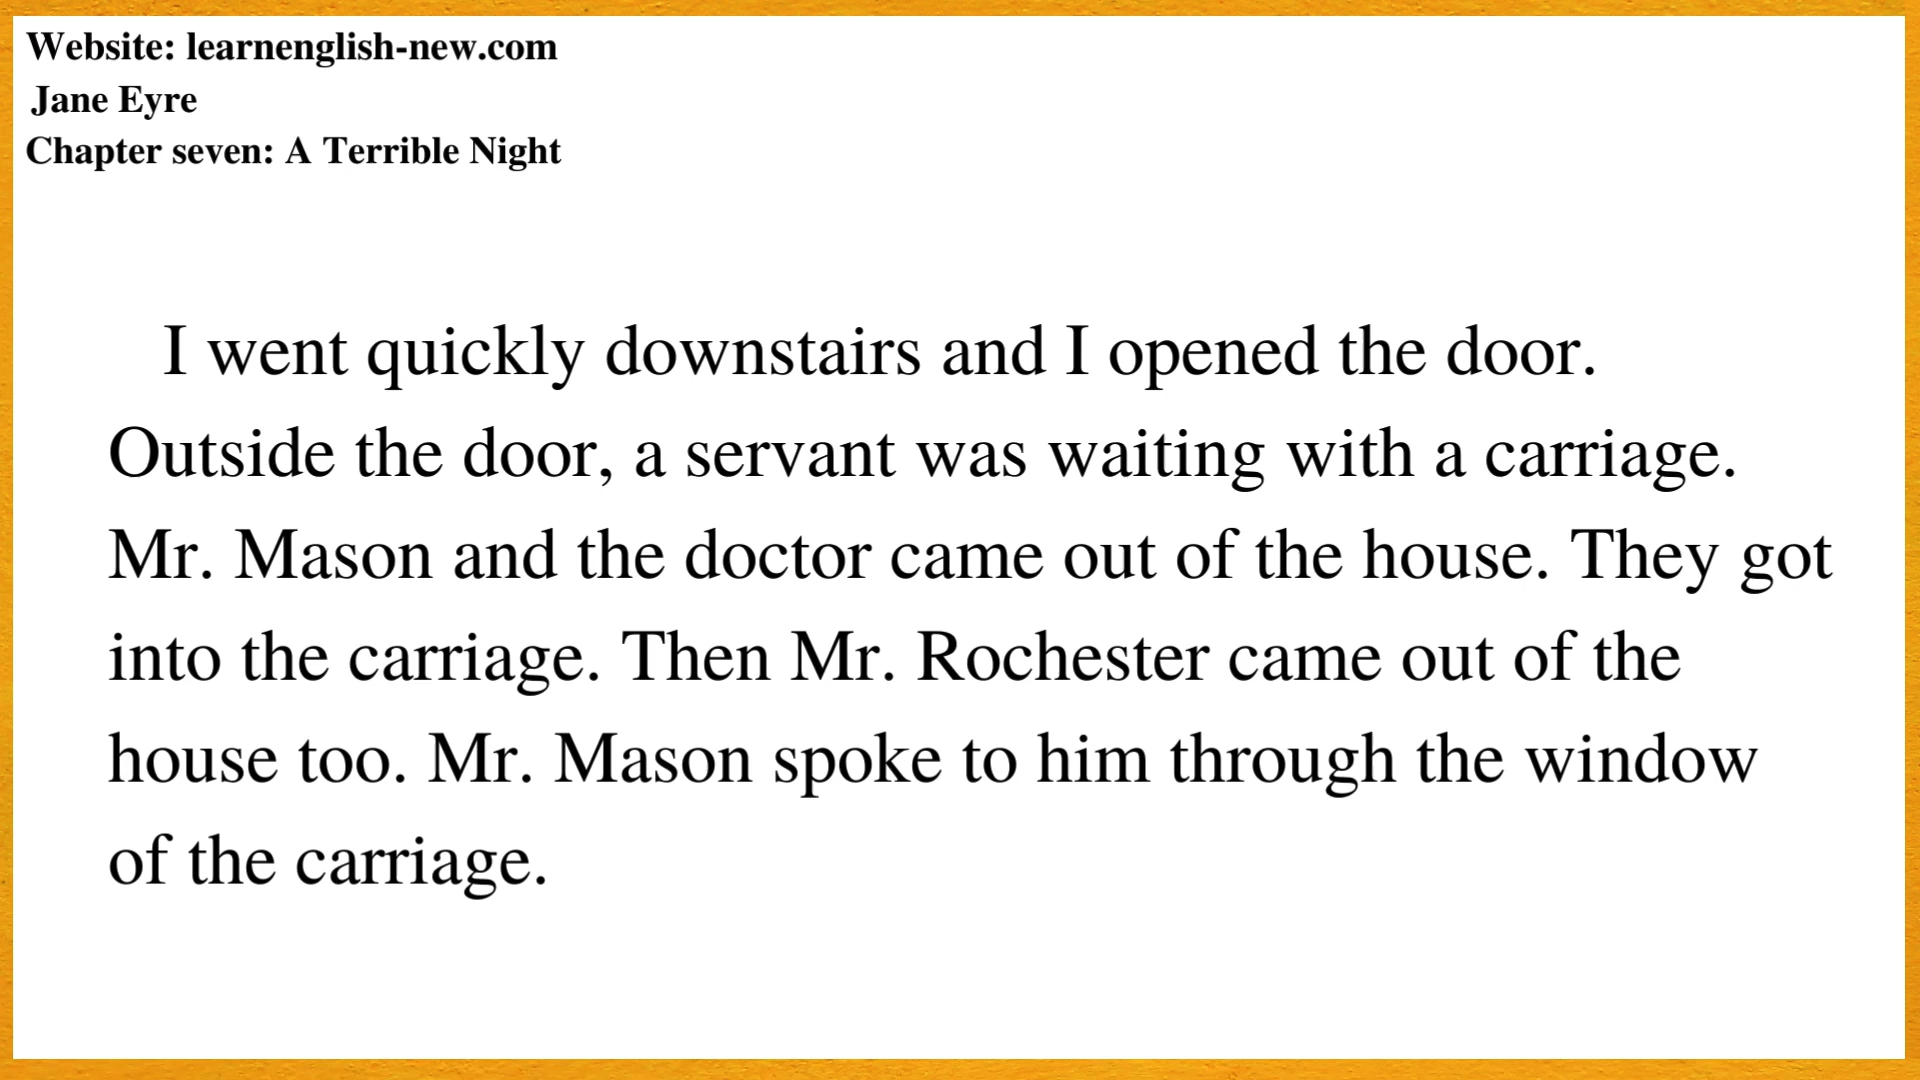 Website: learnenglish-new.com
Jane Eyre
Chapter seven: A Terrible Night
I went quickly downstairs and I opened the door.
Outside the door, a servant was waiting with a carriage.
Mr. Mason and the doctor came out of the house. They got
into the carriage. Then Mr. Rochester came out of the
house too. Mr. Mason spoke to him through the window
of the carriage.